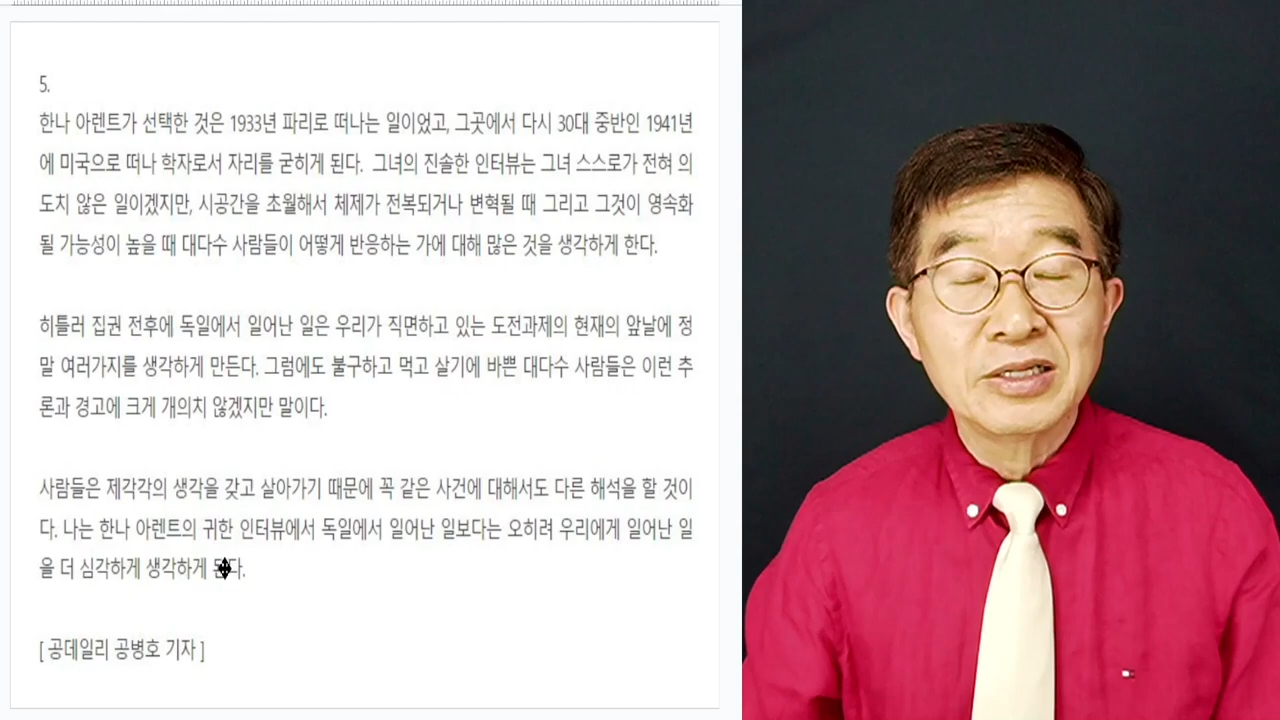 5.
한나 아렌트가 선택한 것은 1933년 파리로 떠나는 일이었고, 그곳에서 다시 30대 중반인 1941년
에 미국으로 떠나 학자로서 자리를 굳히게 된다. 그녀의 진솔한 인터뷰는 그녀 스스로가 전혀 의
도치 않은 일이겠지만, 시공간을 초월해서 체제가 전복되거나 변혁될 때 그리고 그것이 영속화
될 가능성이 높을 때 대다수 사람들이 어떻게 반응하는 가에 대해 많은 것을 생각하게 한다.
히틀러 집권 전후에 독일에서 일어난 일은 우리가 직면하고 있는 도전과제의 현재의 앞날에 정
말 여러가지를 생각하게 만든다. 그럼에도 불구하고 먹고 살기에 바쁜 대다수 사람들은 이런 추
론과 경고에 크게 개의치 않겠지만 말이다.
사람들은 제각각의 생각을 갖고 살아가기 때문에 꼭 같은 사건에 대해서도 다른 해석을 할 것이
다. 나는 한나 아렌트의 귀한 인터뷰에서 독일에서 일어난 일보다는 오히려 우리에게 일어난 일
을 더 심각하게 생각하게 된다.
[ 공데일리 공병호 기자 ]